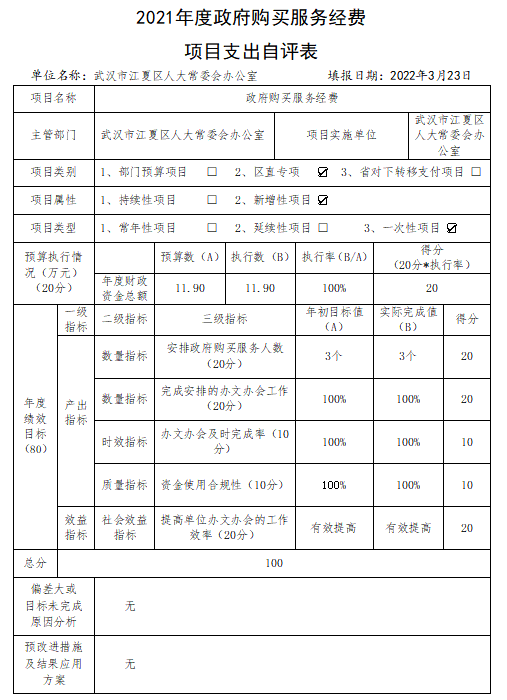 2021年度政府购买服务经费
项目支出自评表
单位名称：武汉市江夏区人大常委会办公室 填报日期：2022年3月23日
项目名称 政府购买服务经费
主管部门 武汉市江夏区人大常委会办公室 项目实施单位 武汉市江夏区人大常委会办公室
项目类别 1、部门预算项目 □ 2、区直专项 ☑ 3、省对下转移支付项目 □
项目属性 1、持续性项目 □ 2、新增性项目 ☑
项目类型 1、常年性项目 □ 2、延续性项目 □ 3、一次性项目 ☑
预算执行情况（万元）（20分） 预算数（A） 执行数（B） 执行率(B/A) 得分（20分*执行率）
年度财政资金总额 11.90 11.90 100% 20
年度绩效目标（80） 一级指标 二级指标 三级指标 年初目标值（A） 实际完成值（B） 得分
产出指标 数量指标 安排政府购买服务人数（20分） 3个 3个 20
数量指标 完成安排的办文办会工作（20分） 100% 100% 20
时效指标 办文办会及时完成率（10分） 100% 100% 10
质量指标 资金使用合规性（10分） 100% 100% 10
效益指标 社会效益指标 提高单位办文办会的工作效率（20分） 有效提高 有效提高 20
总分 100
偏差大或目标未完成原因分析 无
预改进措施及结果应用方案 无